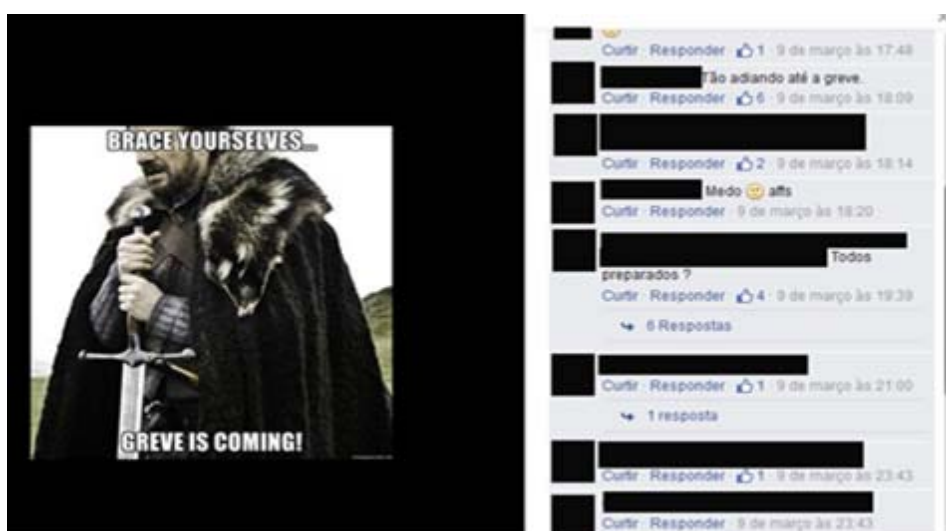 BRACE YOURSELVES...
GREVE IS COMING!
Curtir · Responder · 1 · 9 de março às 17:48
Tão adiando até a greve.
Curtir · Responder · 6 · 9 de março às 18:09
Curtir · Responder · 2 · 9 de março às 18:14
Medo affs
Curtir · Responder · 9 de março às 18:20
Todos
preparados ?
Curtir · Responder · 4 · 9 de março às 19:39
6 Respostas
Curtir · Responder · 1 · 9 de março às 21:00
1 resposta
Curtir · Responder · 1 · 9 de março às 23:43
Curtir · Responder · 9 de março às 23:43